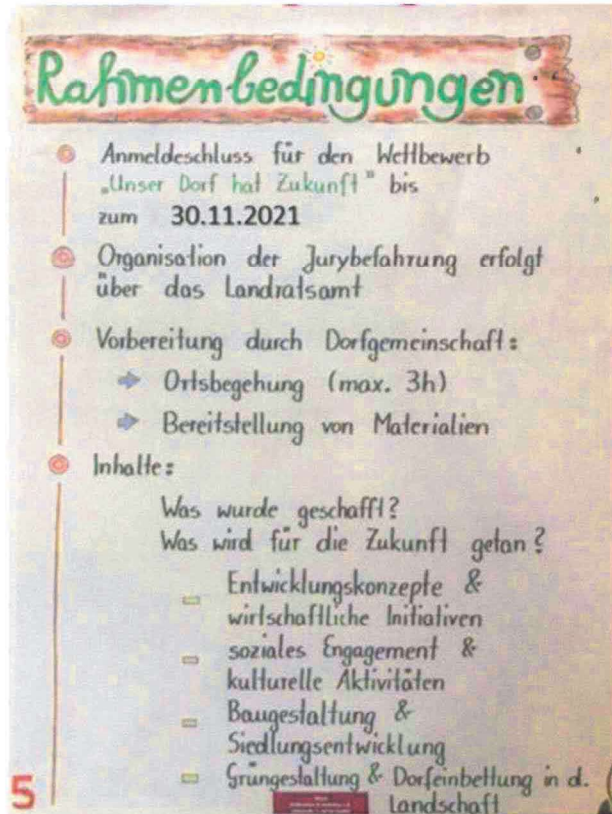 Rahmenbedingungen
Anmeldeschluss für den Wettbewerb
„Unser Dorf hat Zukunft" bis
zum 30.11.2021
Organisation der Jurybefahrung erfolgt
über das Landratsamt
Vorbereitung durch Dorfgemeinschaft:
Ortsbegehung (max. 3h)
Bereitstellung von Materialien
Inhalte:
Was wurde geschafft?
Was wird für die Zukunft getan?
Entwicklungskonzepte &
wirtschaftliche Initiativen
soziales Engagement &
kulturelle Aktivitäten
Baugestaltung &
Siedlungsentwicklung
Grüngestaltung & Dorfeinbettung in d.
Landschaft
5